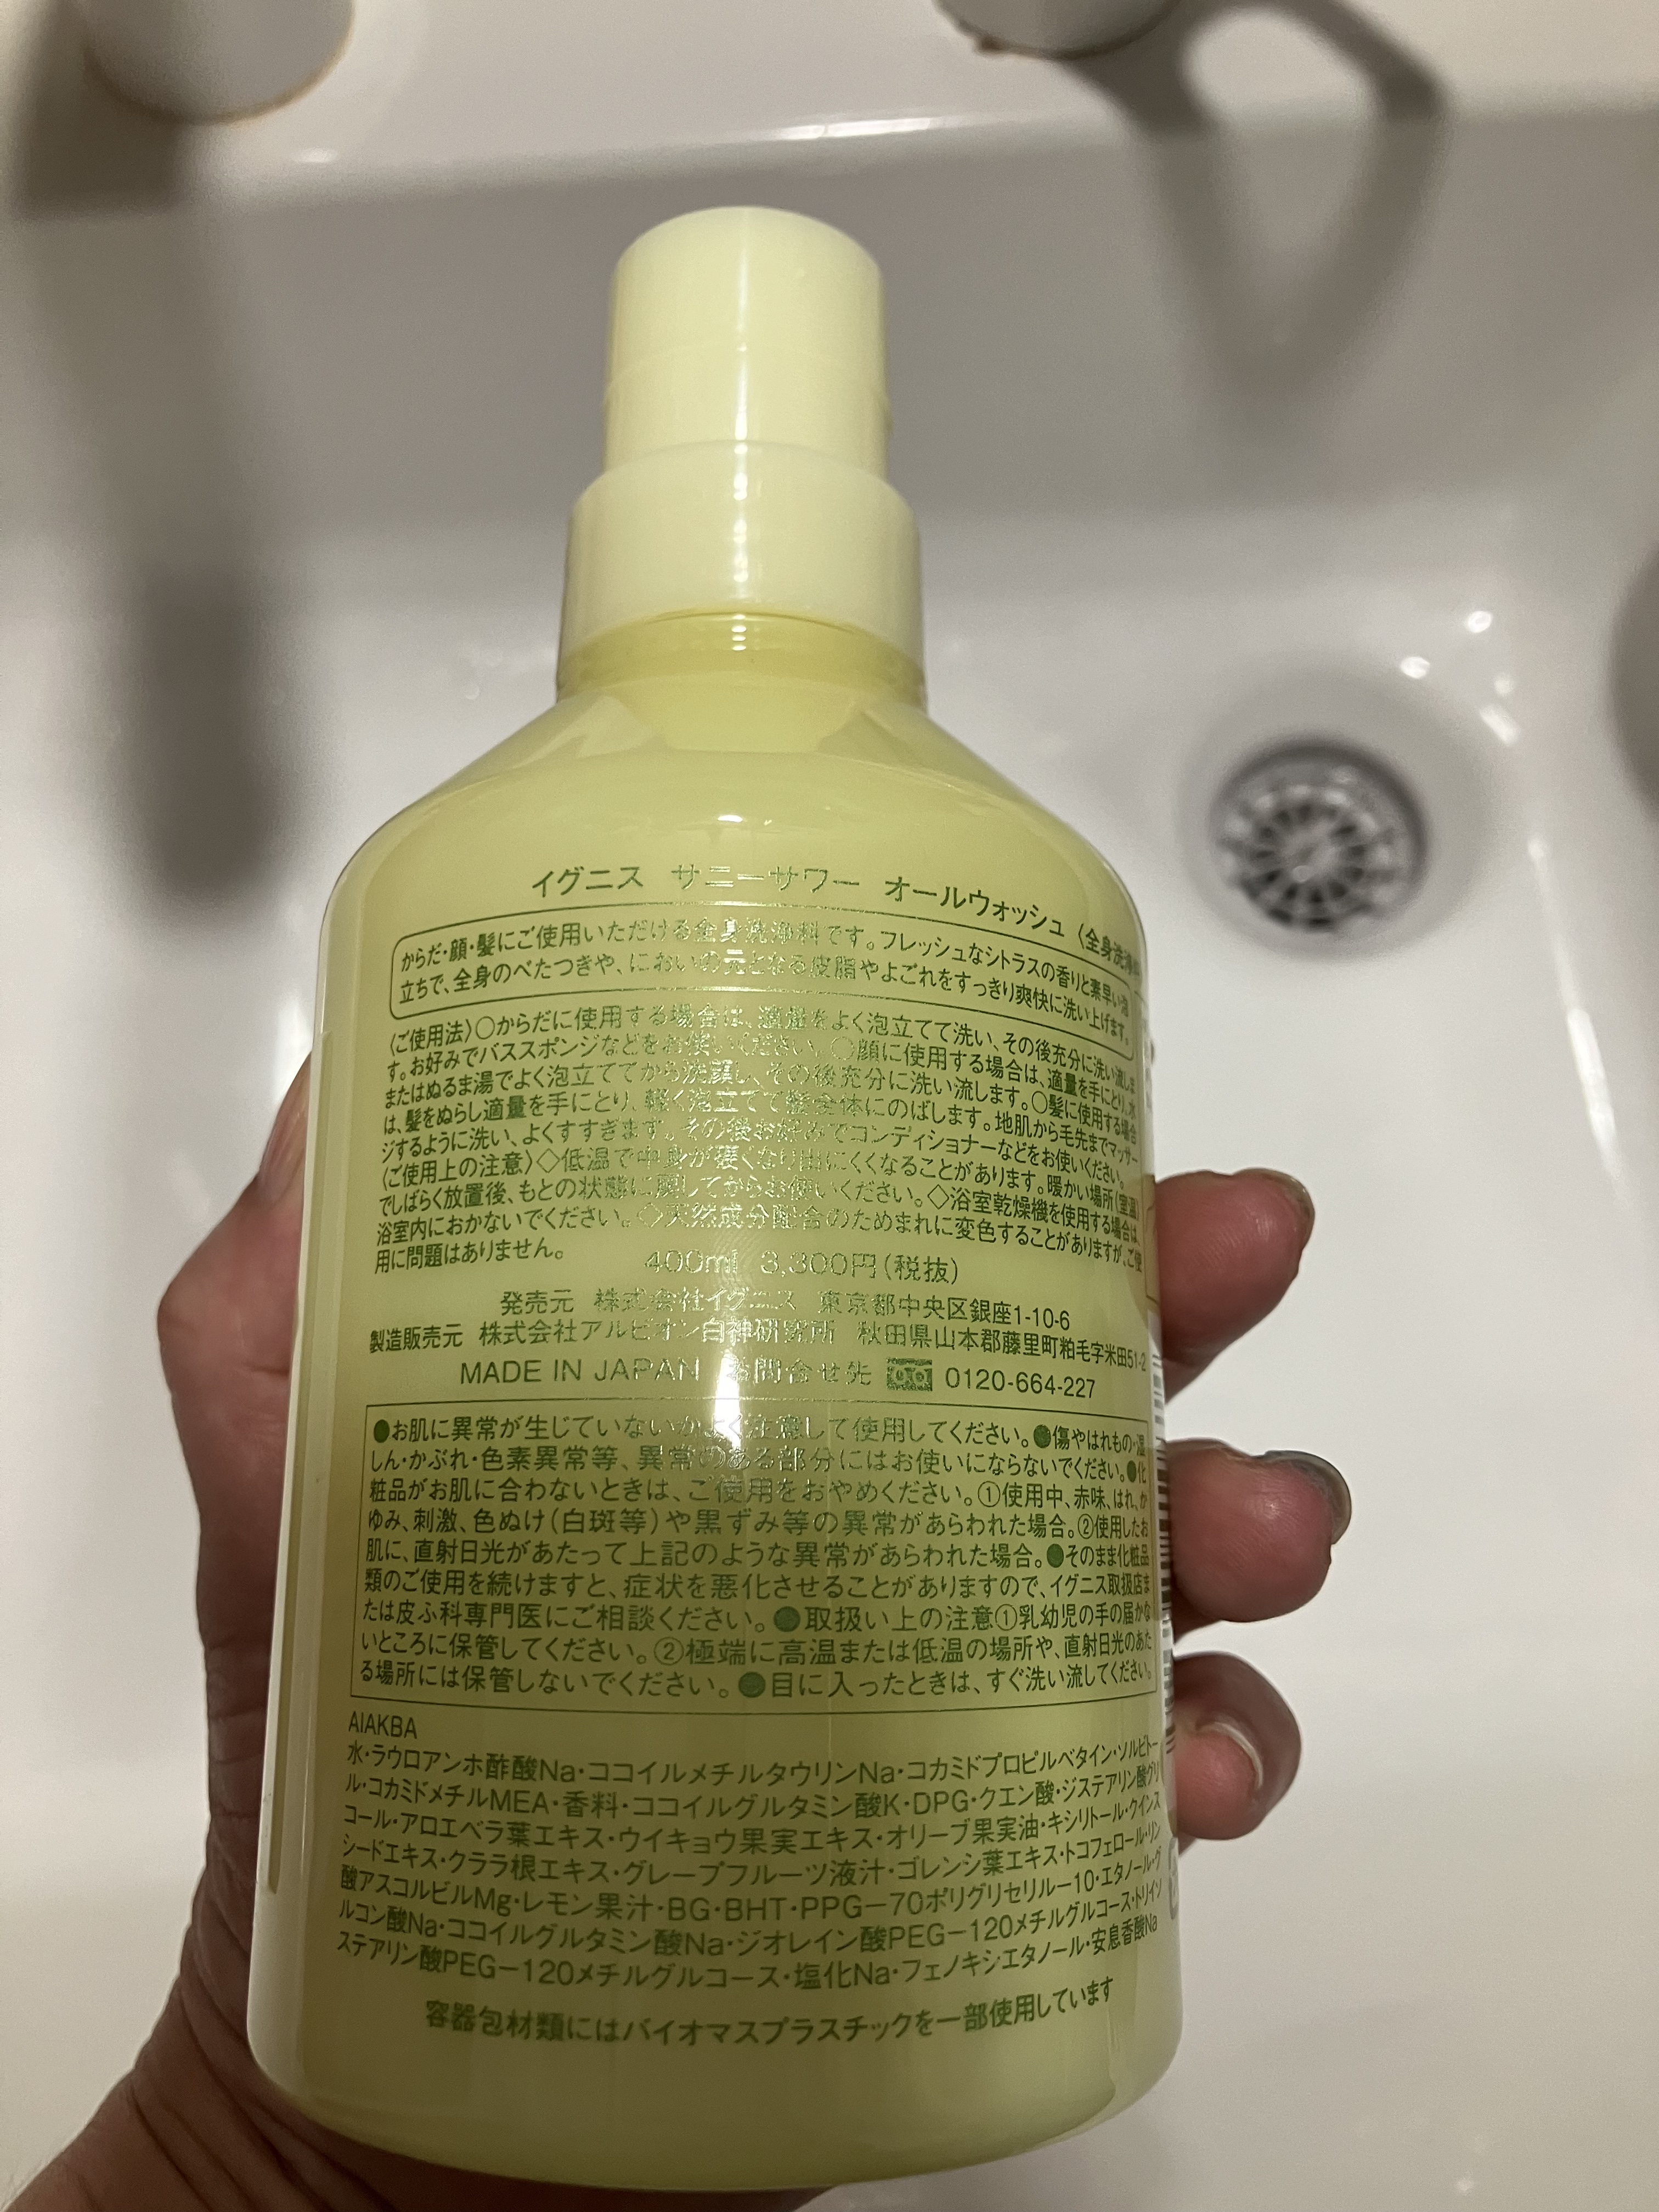 イグニス サニーサワー オールウォッシュ 〈全身洗浄
からだ・顔・髪にご使用いただける全身洗浄料です。フレッシュなシトラスの香りと素早い泡
立ちで、全身のべたつきや、においの元となる皮脂やよごれをすっきり爽快に洗い上げます。
〈ご使用法〉○からだに使用する場合は、適量をよく泡立てて洗い、その後充分に洗い流しま
す。お好みでバススポンジなどをお使いください。○顔に使用する場合は、適量を手にとり、水
またはぬるま湯でよく泡立ててから洗顔し、その後充分に洗い流します。○髪に使用する場合
は、髪をぬらし適量を手にとり、軽く泡立てて髪全体にのばします。地肌から毛先までマッサー
ジするように洗い、よくすすぎます。その後お好みでコンディショナーなどをお使いください。
〈ご使用上の注意〉◇低温で中身が硬くなり出にくくなることがあります。暖かい場所(室温)
でしばらく放置後、もとの状態に戻してからお使いください。◇浴室乾燥機を使用する場合は、
浴室内におかないでください。◇天然成分配合のためまれに変色することがありますが、ご使
用に問題はありません。
400ml 3,300円(税抜)
発売元 株式会社イグニス 東京都中央区銀座1-10-6
製造販売元 株式会社アルビオン白神研究所 秋田県山本郡藤里町粕毛字米田51-2
MADE IN JAPAN お問合せ先 0120-664-227
●お肌に異常が生じていないかよく注意して使用してください。●傷やはれもの・湿
しん・かぶれ・色素異常等、異常のある部分にはお使いにならないでください。●化
粧品がお肌に合わないときは、ご使用をおやめください。①使用中、赤味、はれ、か
ゆみ、刺激、色ぬけ(白斑等)や黒ずみ等の異常があらわれた場合。②使用したお
肌に、直射日光があたって上記のような異常があらわれた場合。●そのまま化粧品
類のご使用を続けますと、症状を悪化させることがありますので、イグニス取扱店ま
たは皮ふ科専門医にご相談ください。●取扱い上の注意①乳幼児の手の届かな
いところに保管してください。②極端に高温または低温の場所や、直射日光のあた
る場所には保管しないでください。●目に入ったときは、すぐ洗い流してください。
AIAKBA
水・ラウロアンホ酢酸Na・ココイルメチルタウリンNa・コカミドプロピルベタイン・ソルビトー
ル・コカミドメチルMEA・香料・ココイルグルタミン酸K・DPG・クエン酸・ジステアリン酸グリ
コール・アロエベラ葉エキス・ウイキョウ果実エキス・オリーブ果実油・キシリトール・クインス
シードエキス・クララ根エキス・グレープフルーツ液汁・ゴレンシ葉エキス・トコフェロール・リン
酸アスコルビルMg・レモン果汁・BG・BHT・PPG－70ポリグリセリル－10・エタノール・グ
ルコン酸Na・ココイルグルタミン酸Na・ジオレイン酸PEG－120メチルグルコース・トリイソ
ステアリン酸PEG－120メチルグルコース・塩化Na・フェノキシエタノール・安息香酸Na
容器包材類にはバイオマスプラスチックを一部使用しています